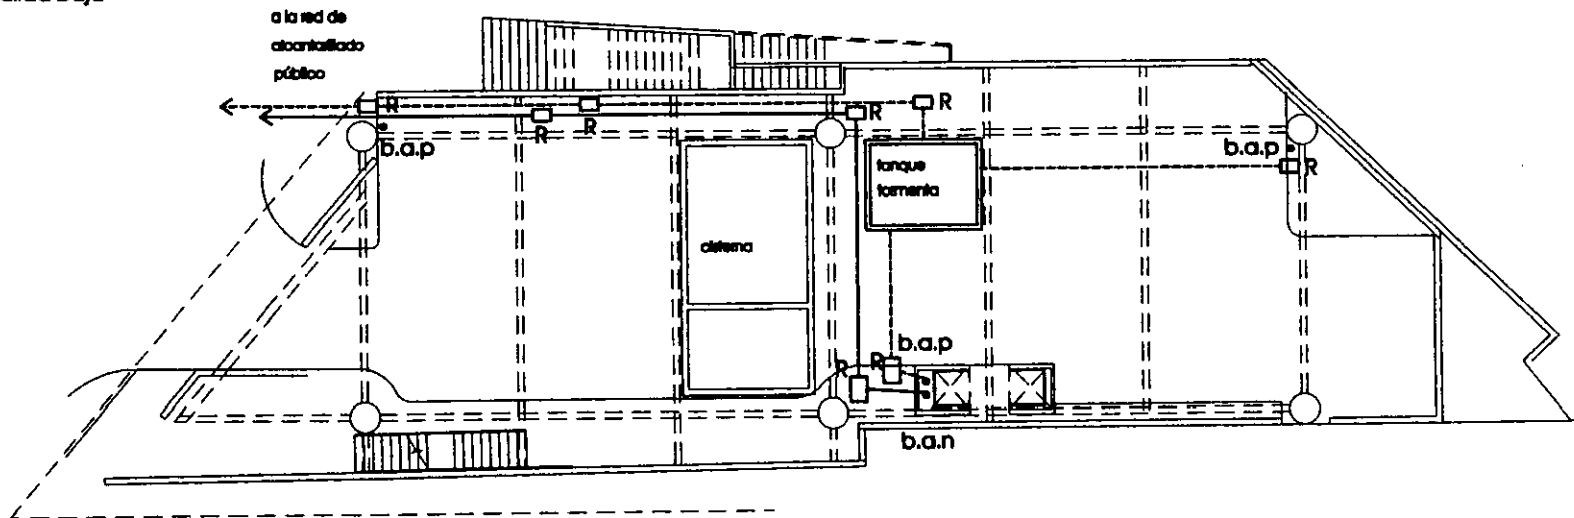 a la red de
alcantarillado
público
R
R
R
R
R
b.a.p
b.a.p
R
tanque
tormenta
cisterna
b.a.p
R
R
b.a.n